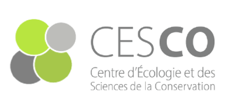 CESCO
Centre d'Écologie et des
Sciences de la Conservation